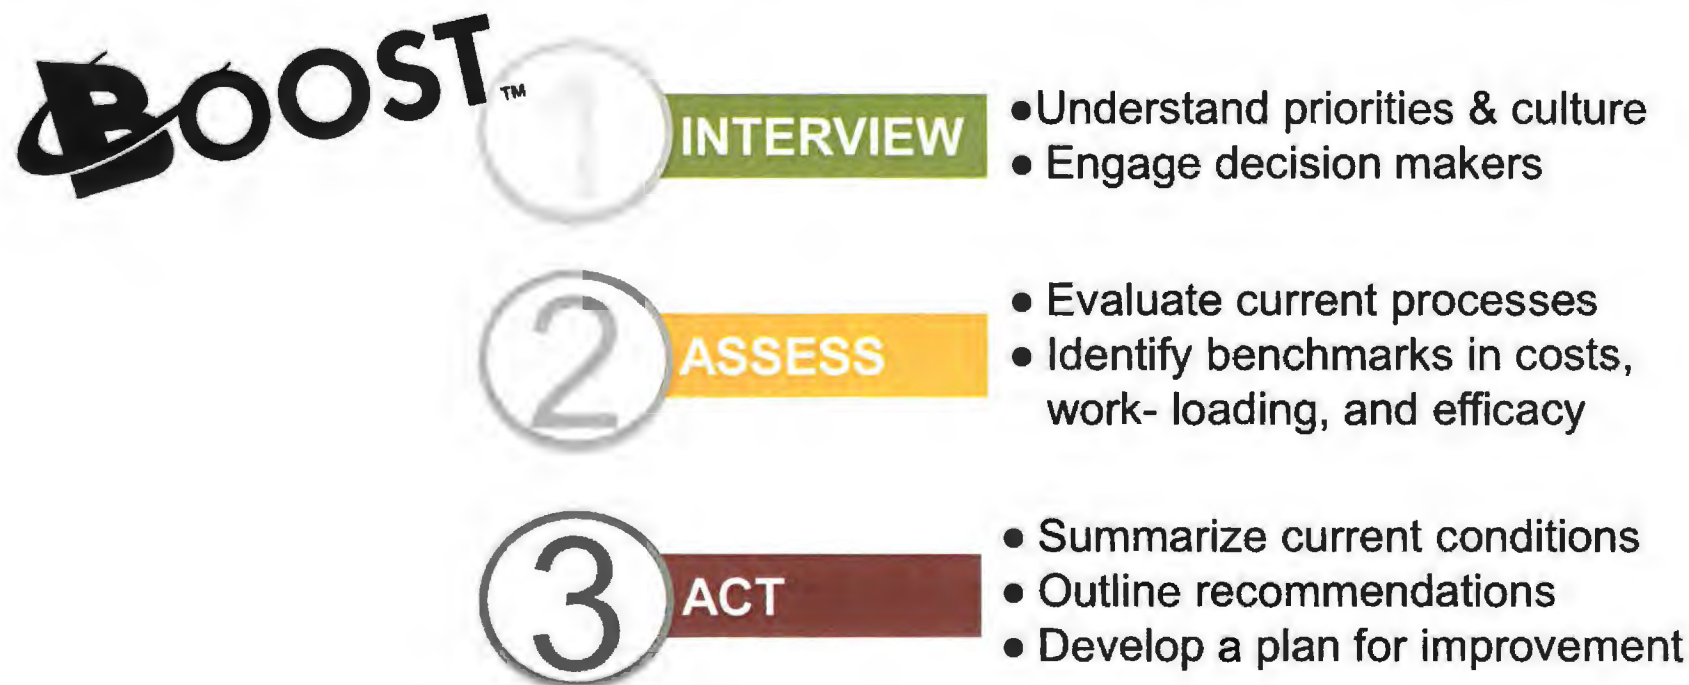 BOOST™
1 INTERVIEW
●Understand priorities & culture
● Engage decision makers
2 ASSESS
● Evaluate current processes
● Identify benchmarks in costs,
work- loading, and efficacy
3 ACT
● Summarize current conditions
● Outline recommendations
● Develop a plan for improvement